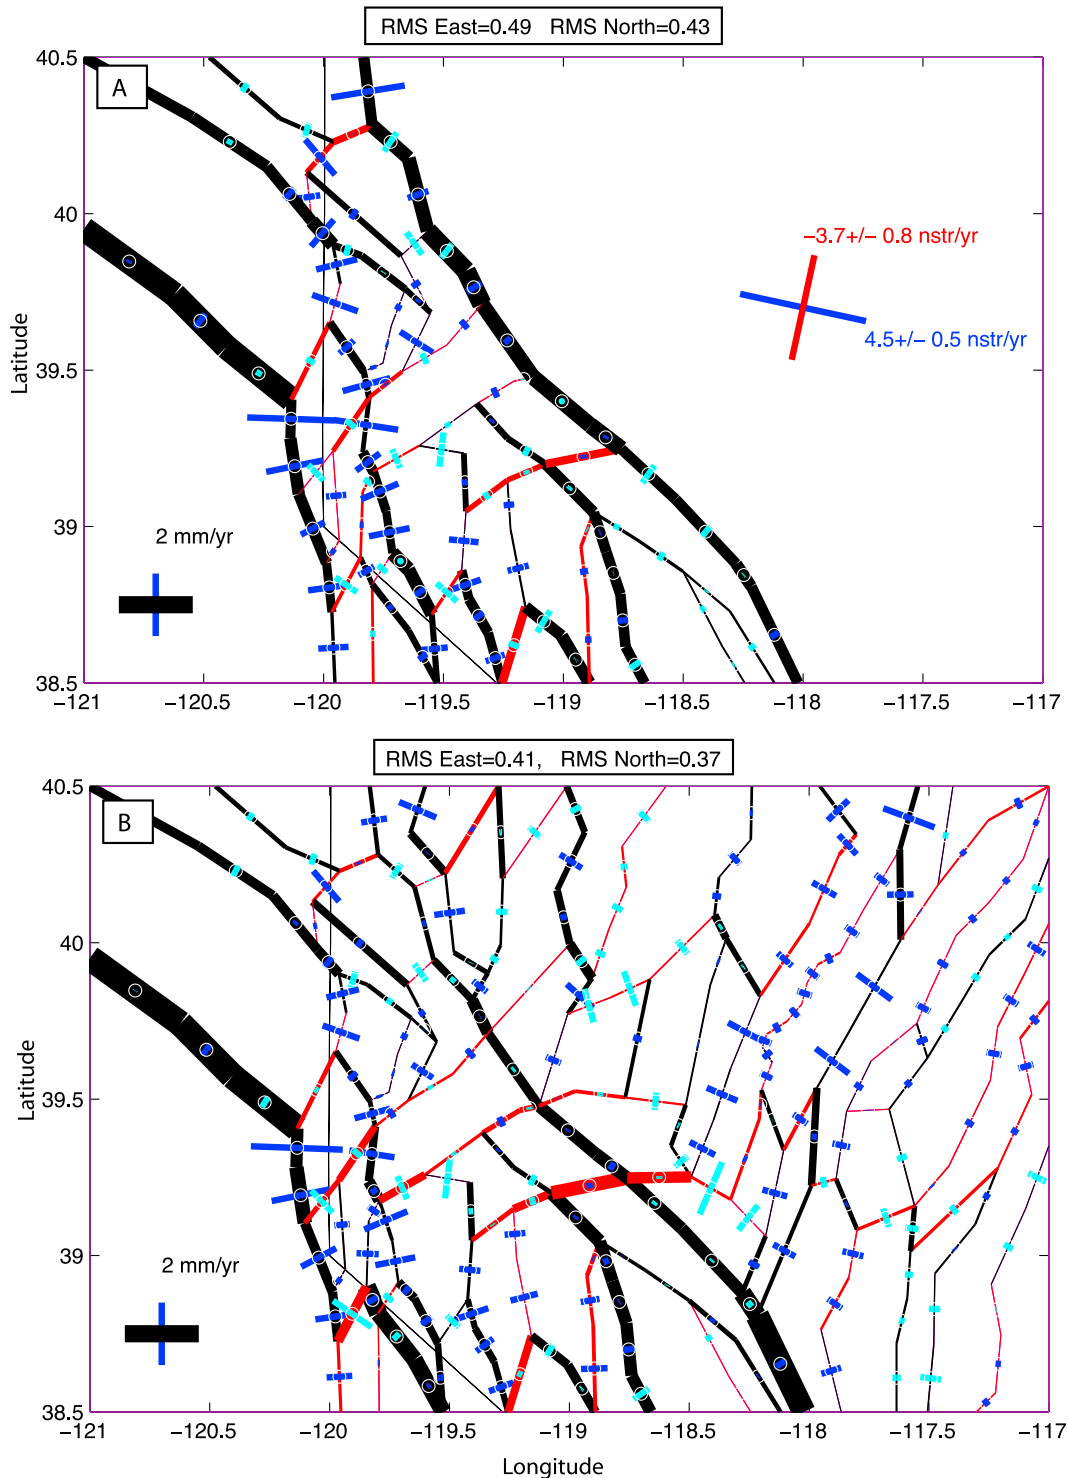 RMS East=0.49 RMS North=0.43
40.5
A
40
−3.7+/− 0.8 nstr/yr
Latitude
39.5
4.5+/− 0.5 nstr/yr
39
2 mm/yr
38.5
−121
−120.5
−120
−119.5
−119
−118.5
−118
−117.5
−117
RMS East=0.41, RMS North=0.37
40.5
B
40
Latitude
39.5
39
2 mm/yr
38.5
−121
−120.5
−120
−119.5
−119
−118.5
−118
−117.5
−117
Longitude